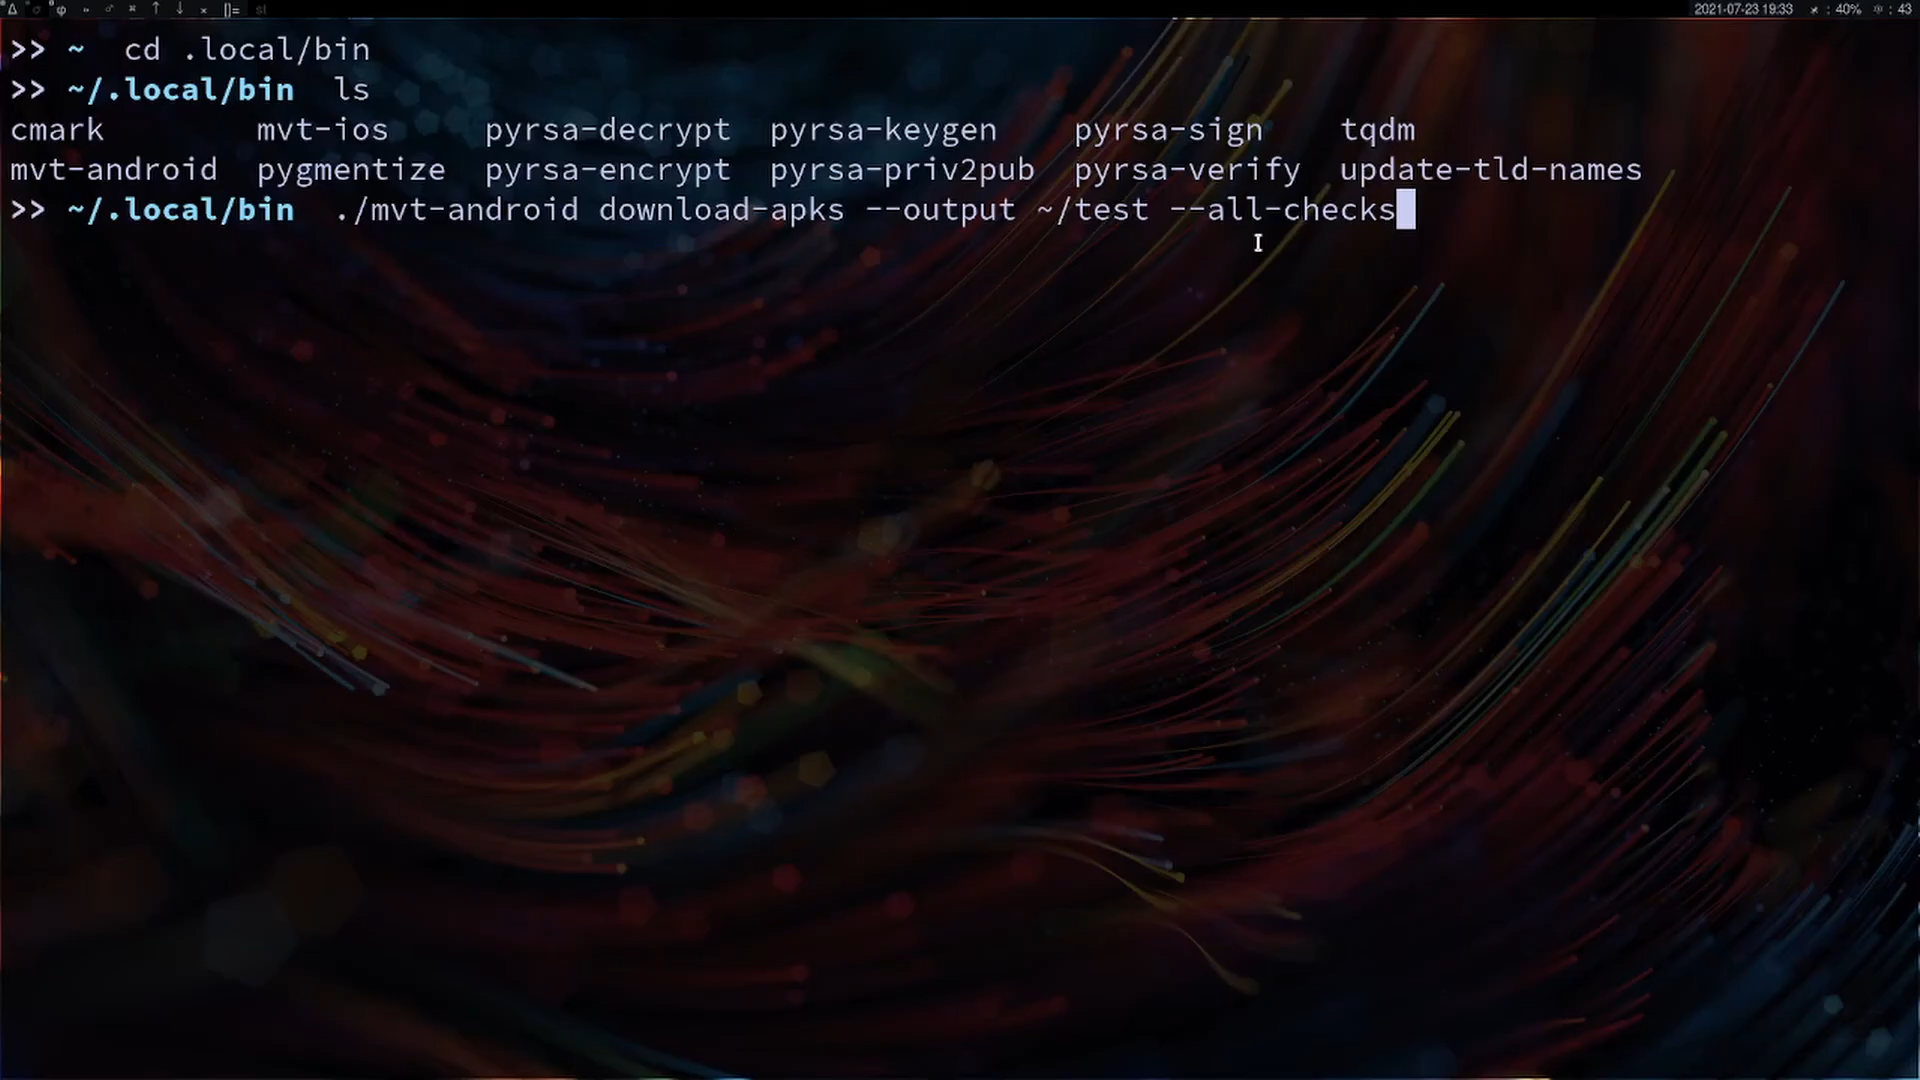 2021-07-23 19:33 : 40% : 43
>> ~ cd .local/bin
>> ~/.local/bin ls
cmark mvt-ios pyrsa-decrypt pyrsa-keygen pyrsa-sign tqdm
mvt-android pygmentize pyrsa-encrypt pyrsa-priv2pub pyrsa-verify update-tld-names
>> ~/.local/bin ./mvt-android download-apks --output ~/test --all-checks